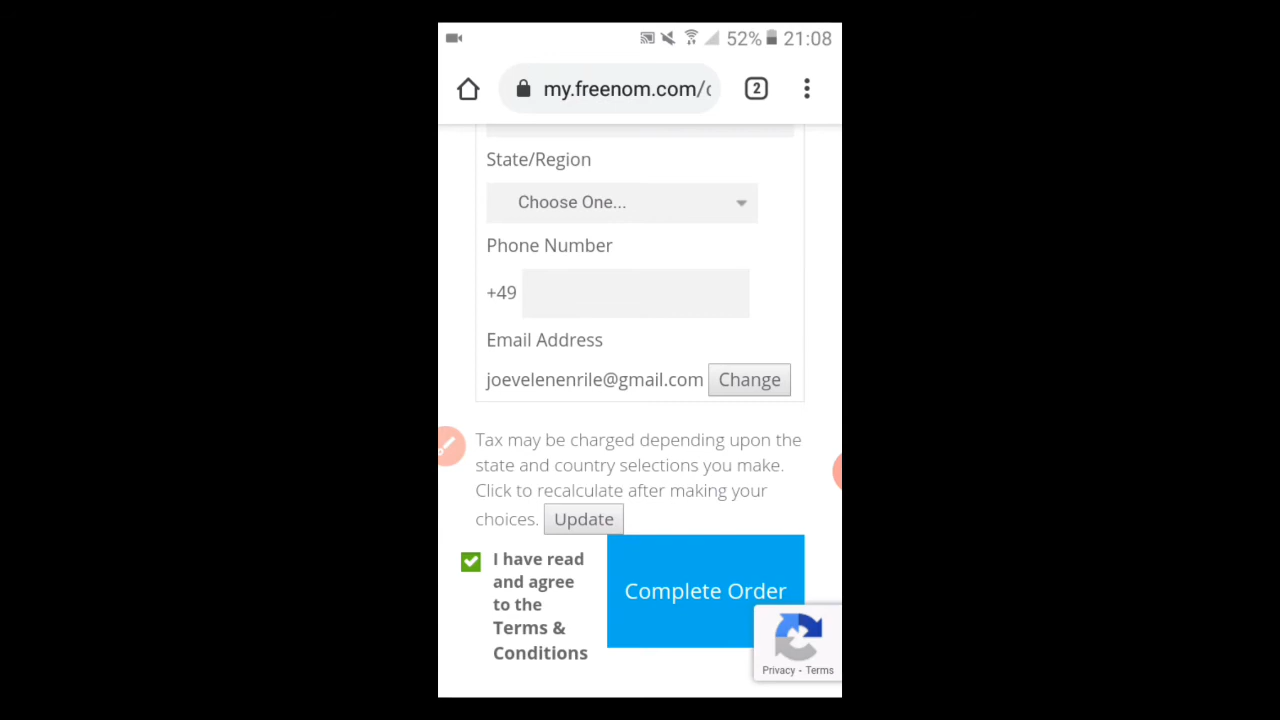 52% 21:08
my.freenom.com/c
2
State/Region
Choose One...
Phone Number
+49
Email Address
joevelenenrile@gmail.com Change
Tax may be charged depending upon the
state and country selections you make.
Click to recalculate after making your
choices. Update
I have read
and agree
to the
Terms &
Conditions
Complete Order
Privacy - Terms